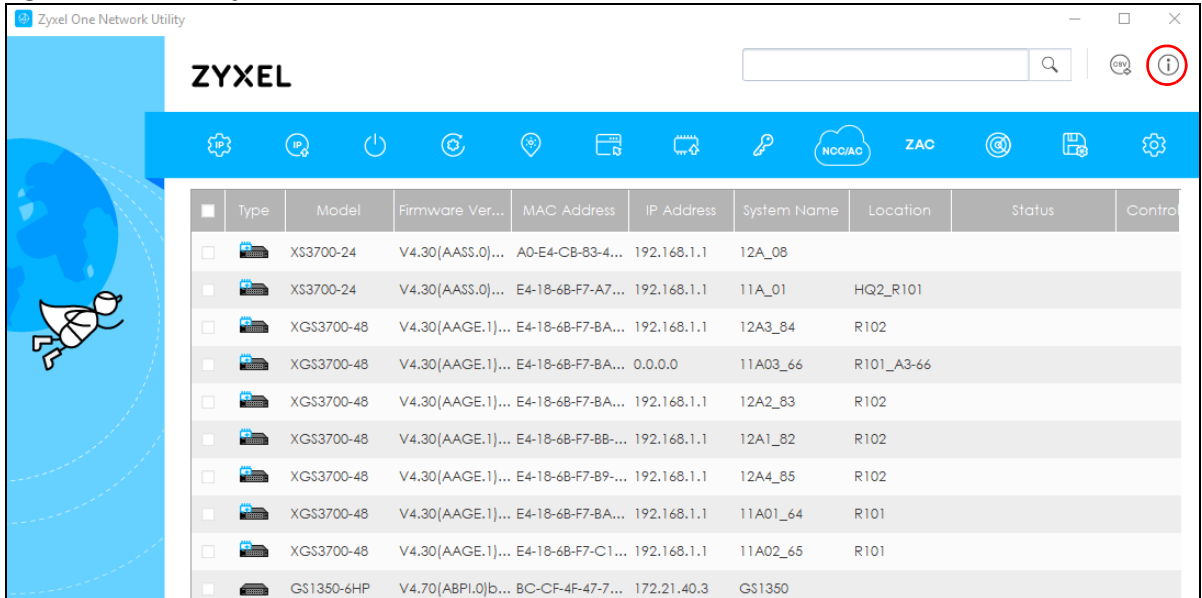 Zyxel One Network Utility
ZYXEL
CSV
IP IP NCC/AC ZAC
Type Model Firmware Ver... MAC Address IP Address System Name Location Status Control
XS3700-24 V4.30(AASS.0)... A0-E4-CB-83-4... 192.168.1.1 12A_08
XS3700-24 V4.30(AASS.0)... E4-18-6B-F7-A7... 192.168.1.1 11A_01 HQ2_R101
XGS3700-48 V4.30(AAGE.1)... E4-18-6B-F7-BA... 192.168.1.1 12A3_84 R102
XGS3700-48 V4.30(AAGE.1)... E4-18-6B-F7-BA... 0.0.0.0 11A03_66 R101_A3-66
XGS3700-48 V4.30(AAGE.1)... E4-18-6B-F7-BA... 192.168.1.1 12A2_83 R102
XGS3700-48 V4.30(AAGE.1)... E4-18-6B-F7-BB-... 192.168.1.1 12A1_82 R102
XGS3700-48 V4.30(AAGE.1)... E4-18-6B-F7-B9-... 192.168.1.1 12A4_85 R102
XGS3700-48 V4.30(AAGE.1)... E4-18-6B-F7-BA... 192.168.1.1 11A01_64 R101
XGS3700-48 V4.30(AAGE.1)... E4-18-6B-F7-C1... 192.168.1.1 11A02_65 R101
GS1350-6HP V4.70(ABPI.0)b... BC-CF-4F-47-7... 172.21.40.3 GS1350